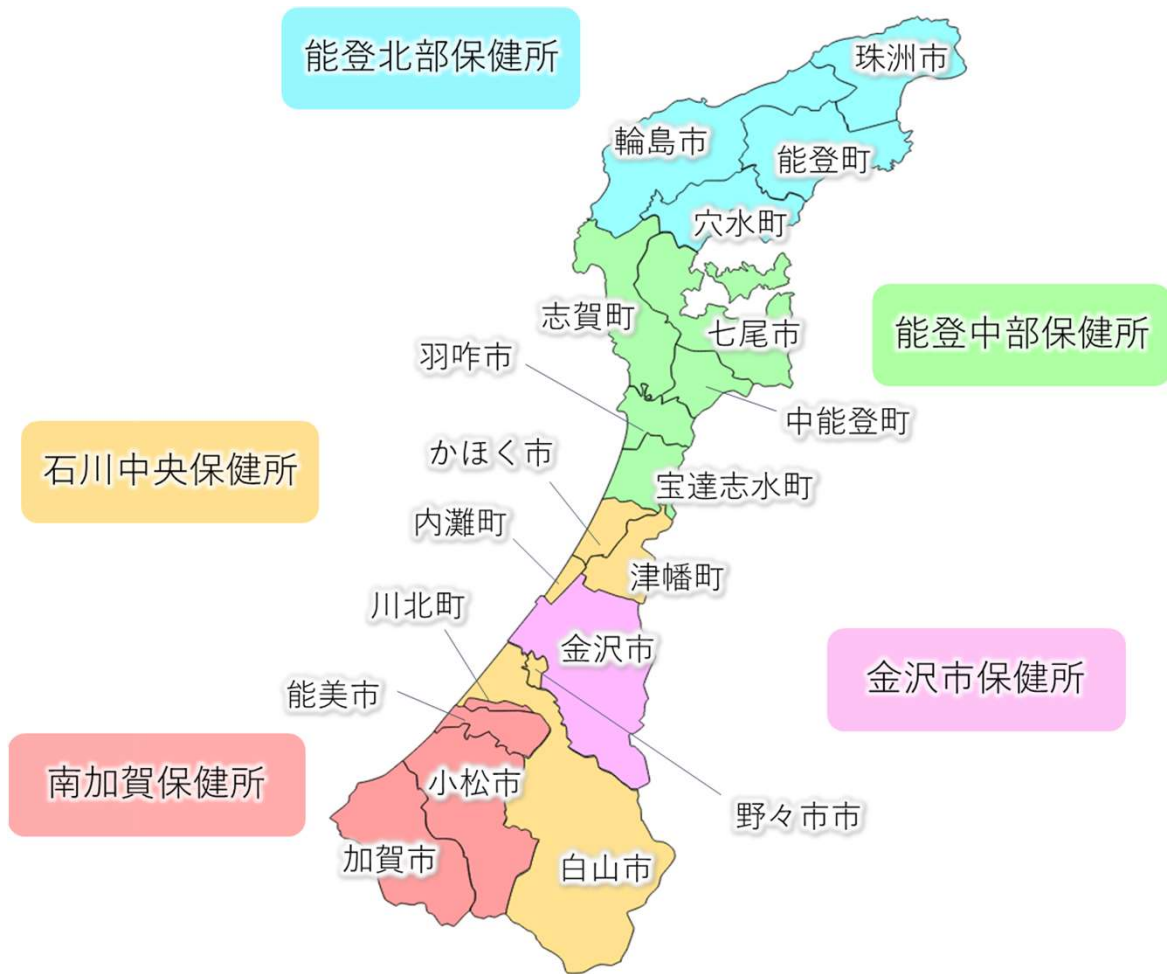 能登北部保健所
珠洲市
輪島市
能登町
穴水町
志賀町
七尾市
能登中部保健所
羽咋市
中能登町
石川中央保健所
かほく市
宝達志水町
内灘町
津幡町
川北町
金沢市
金沢市保健所
能美市
南加賀保健所
小松市
野々市市
加賀市
白山市